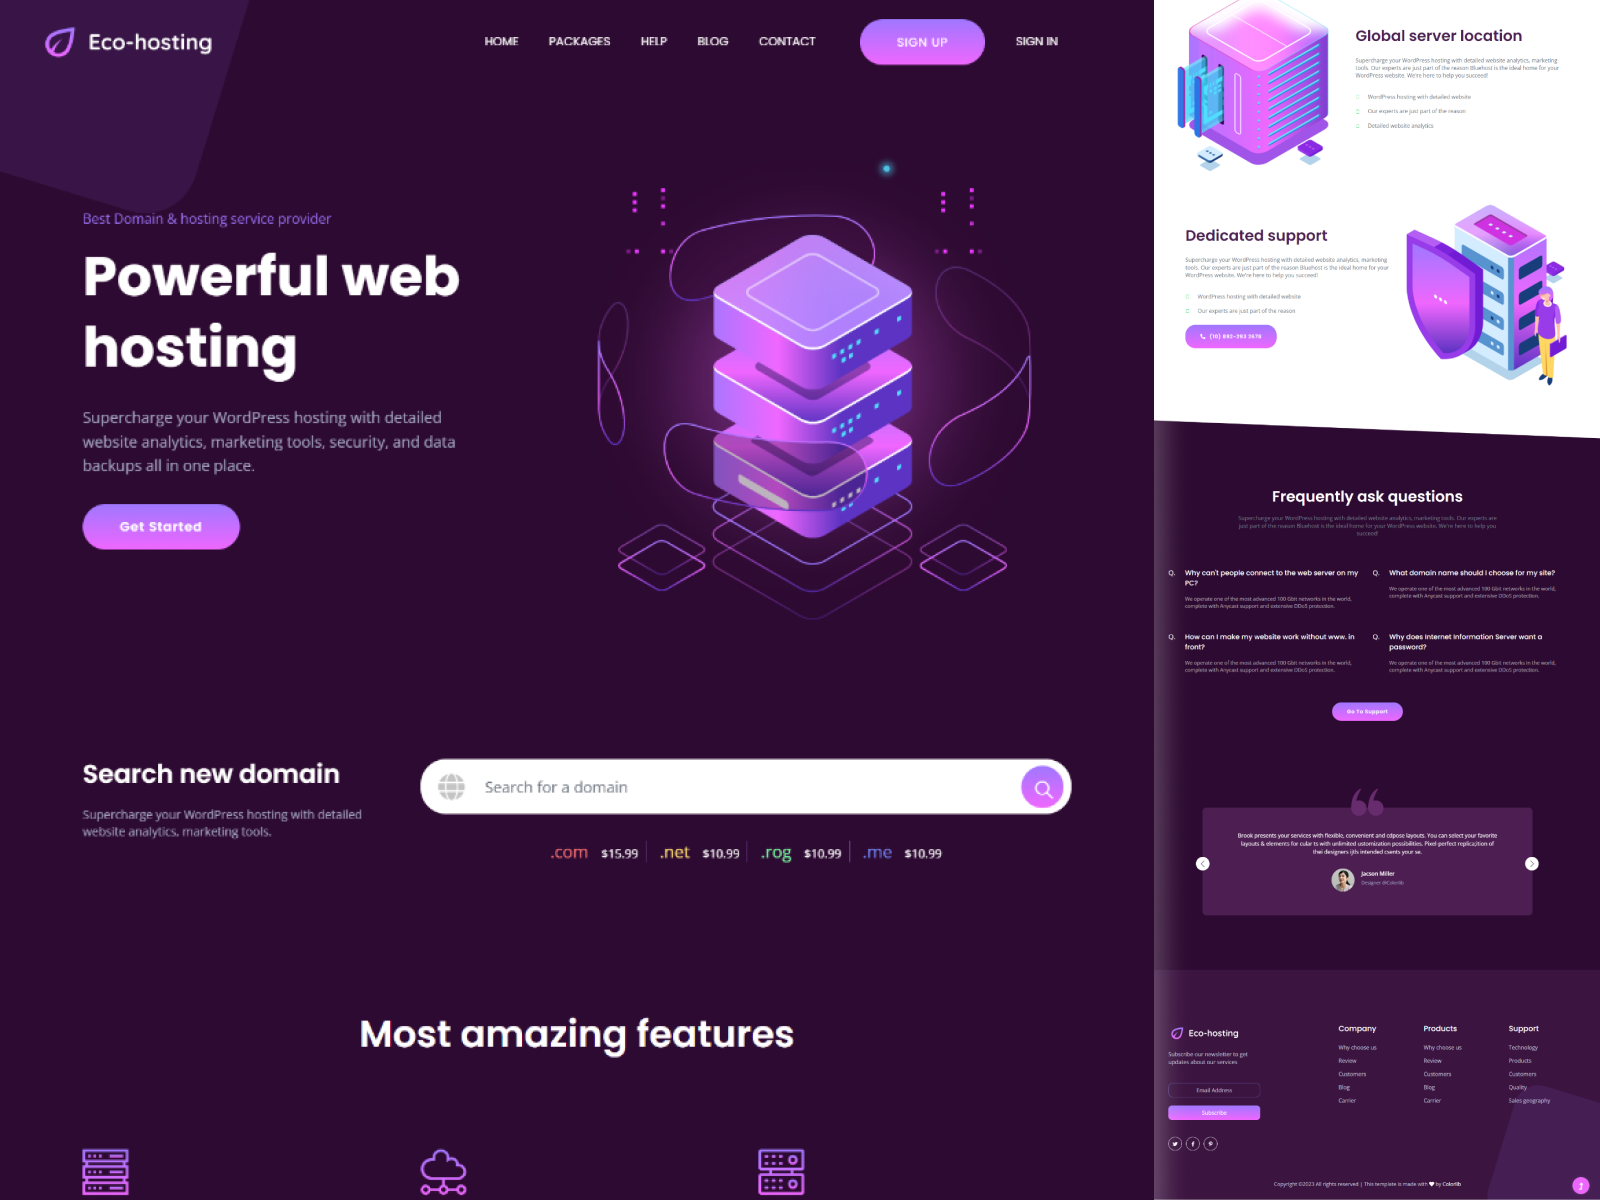 Eco-hosting
HOME PACKAGES HELP BLOG CONTACT SIGN UP SIGN IN
Best Domain & hosting service provider
Powerful web
hosting
Supercharge your WordPress hosting with detailed
website analytics, marketing tools, security, and data
backups all in one place.
Get Started
Search new domain
Supercharge your WordPress hosting with detailed
website analytics, marketing tools.
Search for a domain
.com $15.99 .net $10.99 .rog $10.99 .me $10.99
Most amazing features
Global server location
Supercharge your WordPress hosting with detailed website analytics, marketing
tools. Our experts are just part of the reason Bluehost is the ideal home for your
WordPress website. We're here to help you succeed!
WordPress hosting with detailed website
Our experts are just part of the reason
Detailed website analytics
Dedicated support
Supercharge your WordPress hosting with detailed website analytics, marketing
tools. Our experts are just part of the reason Bluehost is the ideal home for your
WordPress website. We're here to help you succeed!
WordPress hosting with detailed website
Our experts are just part of the reason
(10) 892-293 2678
Frequently ask questions
Supercharge your WordPress hosting with detailed website analytics, marketing tools. Our experts are
just part of the reason Bluehost is the ideal home for your WordPress website. We're here to help you
succeed!
Q. Why can't people connect to the web server on my
PC?
We operate one of the most advanced 100 Gbit networks in the world,
complete with Anycast support and extensive DDoS protection.
Q. What domain name should I choose for my site?
We operate one of the most advanced 100 Gbit networks in the world,
complete with Anycast support and extensive DDoS protection.
Q. How can I make my website work without www. in
front?
We operate one of the most advanced 100 Gbit networks in the world,
complete with Anycast support and extensive DDoS protection.
Q. Why does Internet Information Server want a
password?
We operate one of the most advanced 100 Gbit networks in the world,
complete with Anycast support and extensive DDoS protection.
Go To Support
Brook presents your services with flexible, convenient and cdpose layouts. You can select your favorite
layouts & elements for cular ts with unlimited ustomization possibilities. Pixel-perfect replica;ition of
thei designers ijtls intended csents your se.
Jacson Miller
Designer @Colorlib
Eco-hosting
Subscribe our newsletter to get
updates about our services
Email Address
Subscribe
Company
Why choose us
Review
Customers
Blog
Carrier
Products
Why choose us
Review
Customers
Blog
Carrier
Support
Technology
Products
Customers
Quality
Sales geography
Copyright ©2023 All rights reserved | This template is made with by Colorlib